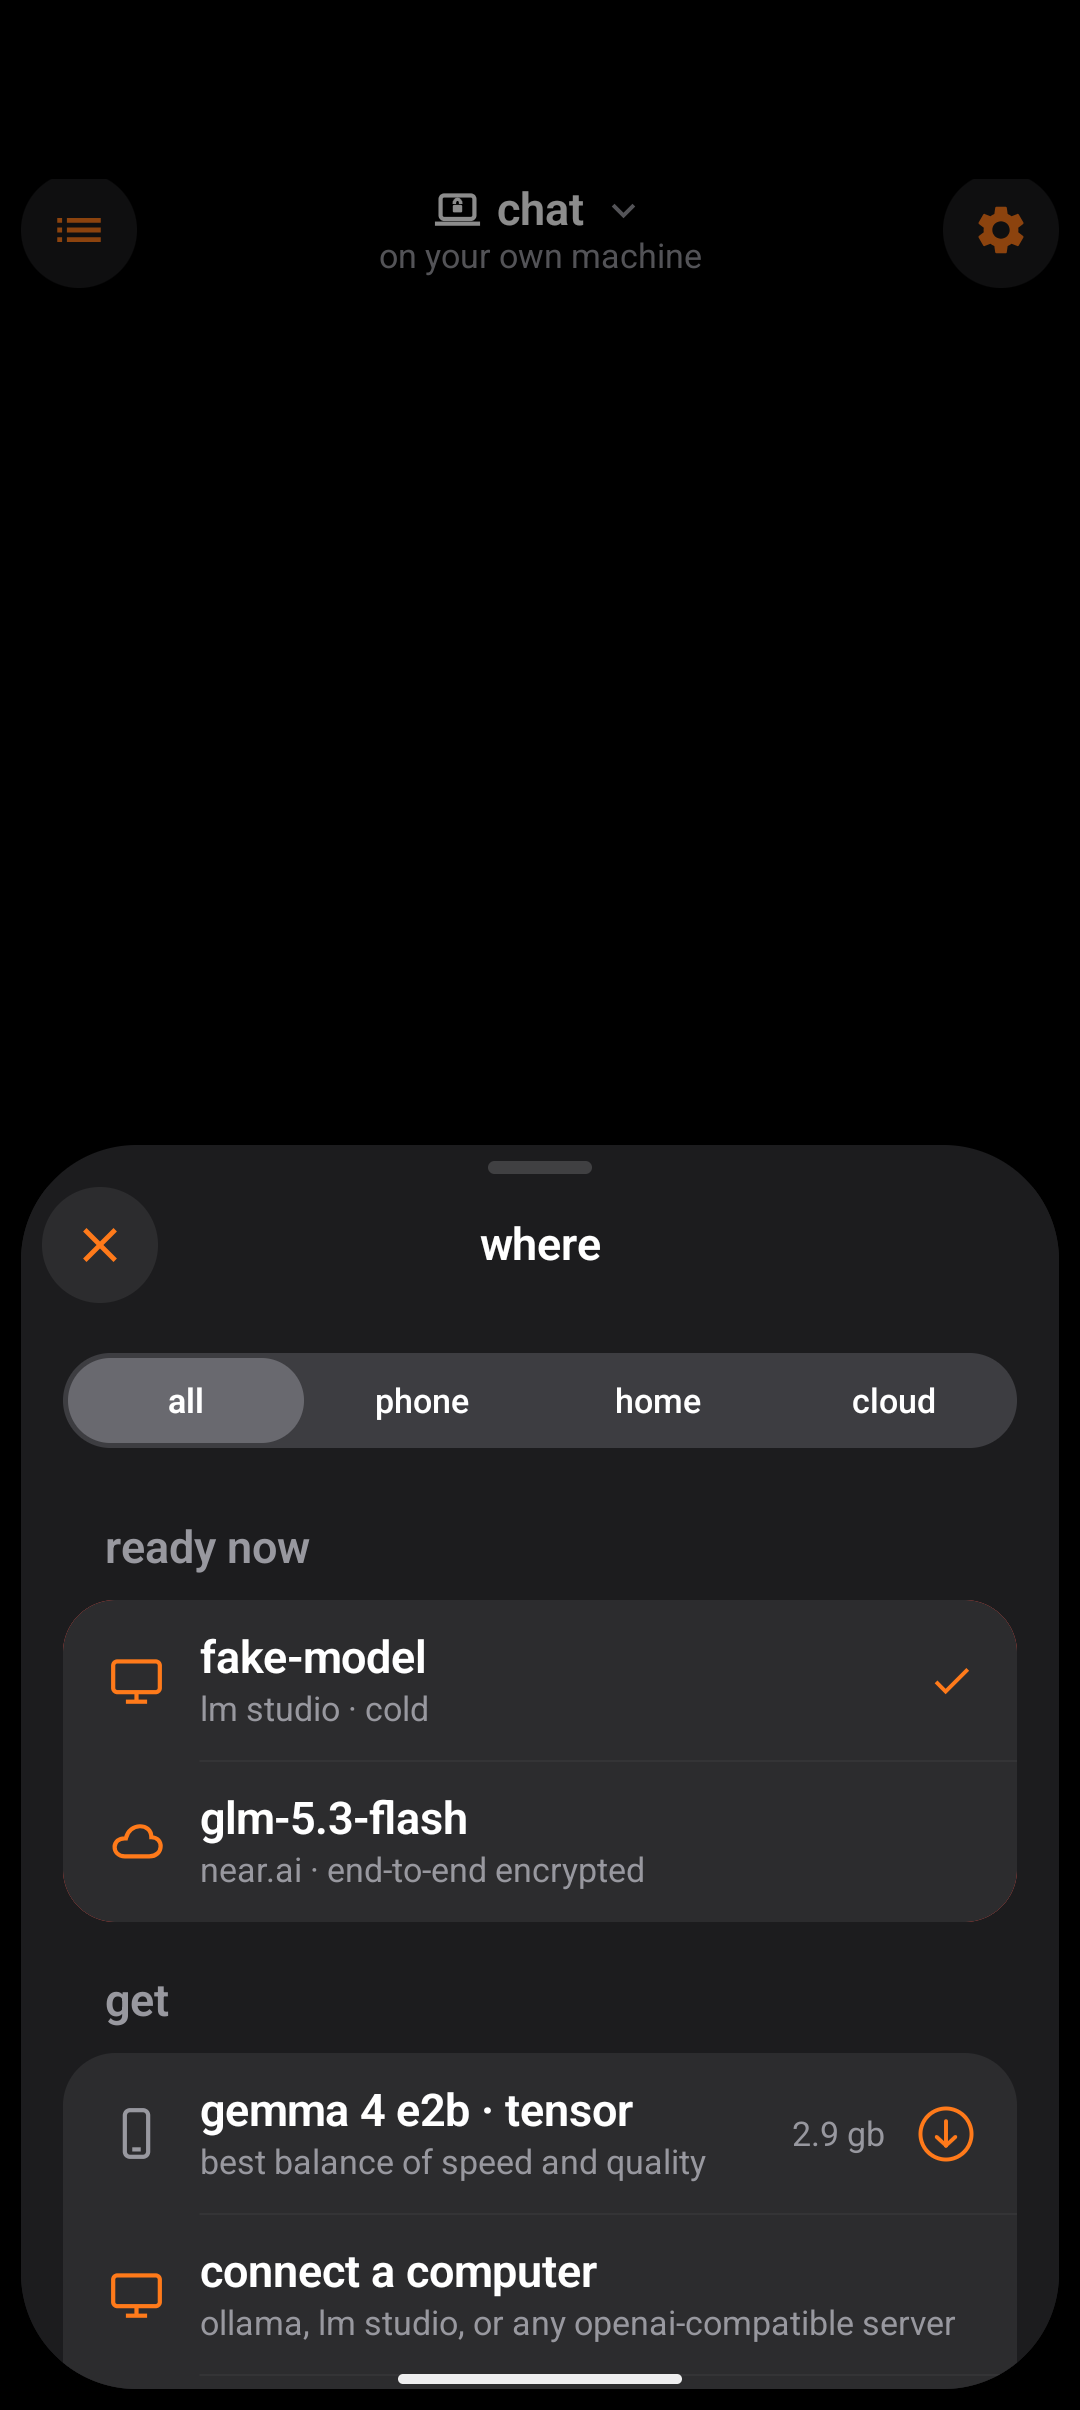 chat
on your own machine
where
all
phone
home
cloud
ready now
fake-model
lm studio · cold
glm-5.3-flash
near.ai · end-to-end encrypted
get
gemma 4 e2b · tensor
best balance of speed and quality
2.9 gb
connect a computer
ollama, lm studio, or any openai-compatible server